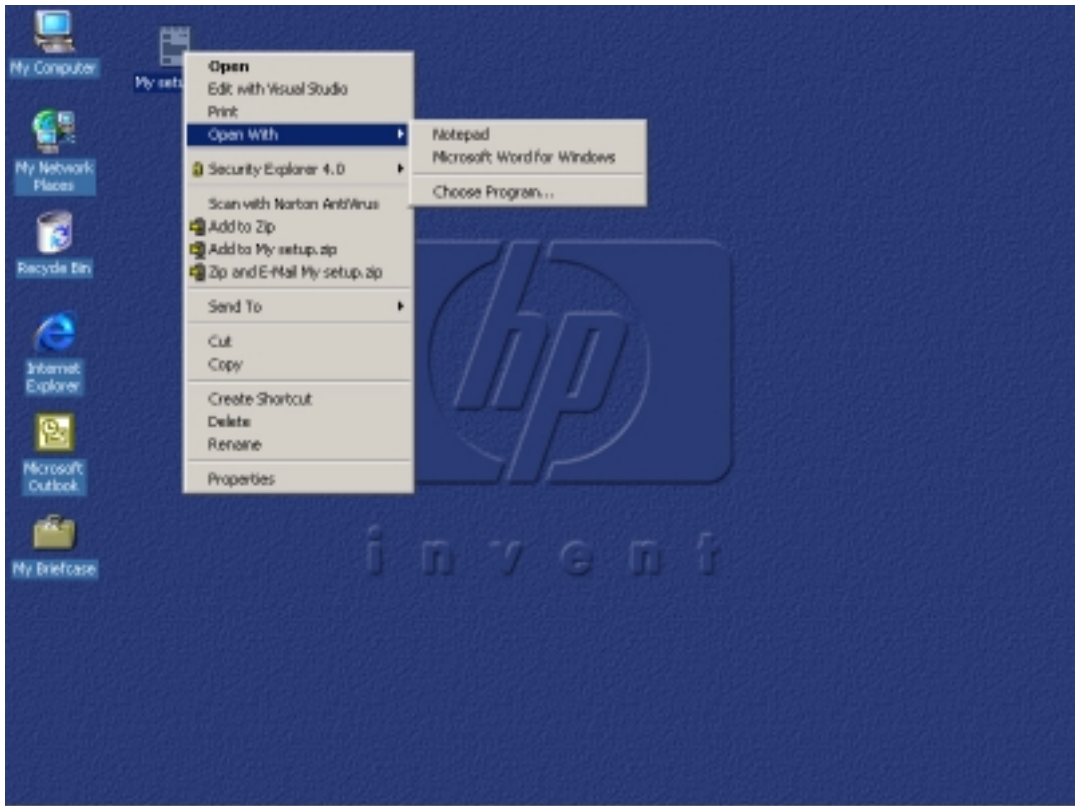 My Computer
My Network
Places
Recycle Bin
Internet
Explorer
Microsoft
Outlook
My Briefcase
My setu
Open
Edit with Visual Studio
Print
Open With
Security Explorer 4.0
Scan with Norton AntiVirus
Add to Zip
Add to My setup.zip
Zip and E-Mail My setup.zip
Send To
Cut
Copy
Create Shortcut
Delete
Rename
Properties
Notepad
Microsoft Word for Windows
Choose Program...
hp
invent